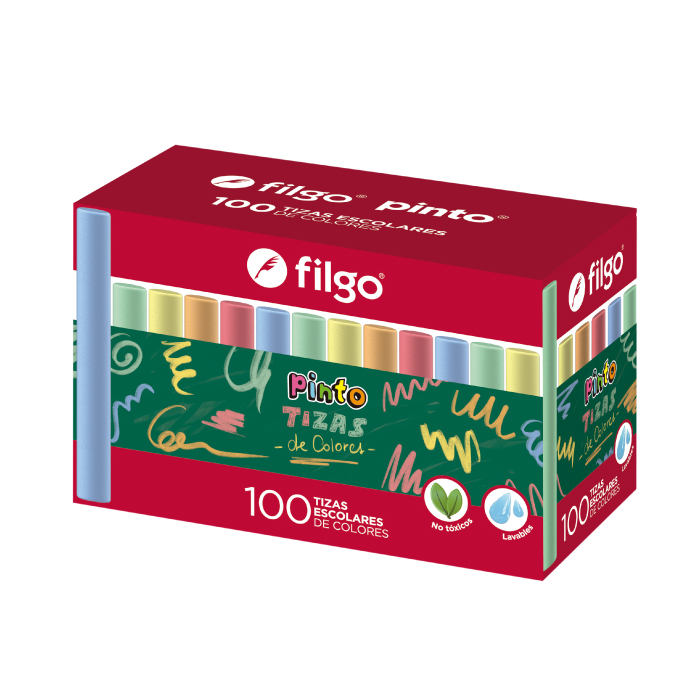 filgo® pinto®
100 TIZAS ESCOLARES
DE COLORES
filgo®
Pinto
TIZAS
- de Colores -
100 TIZAS
ESCOLARES
DE COLORES
No tóxicos
Lavables
filgo®
Pinto
TIZAS
- de Colores -
Lavables
100 TIZAS
ESCOLARES
DE COLORES